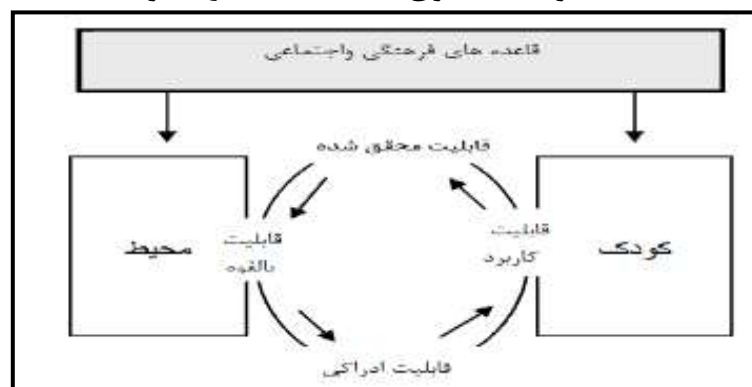 قاعده های فرهنگی واجتماعی
قابلیت محقق شده
کودک
قابلیت
کاربرد
قابلیت
بالقوه
محیط
قابلیت ادراکی